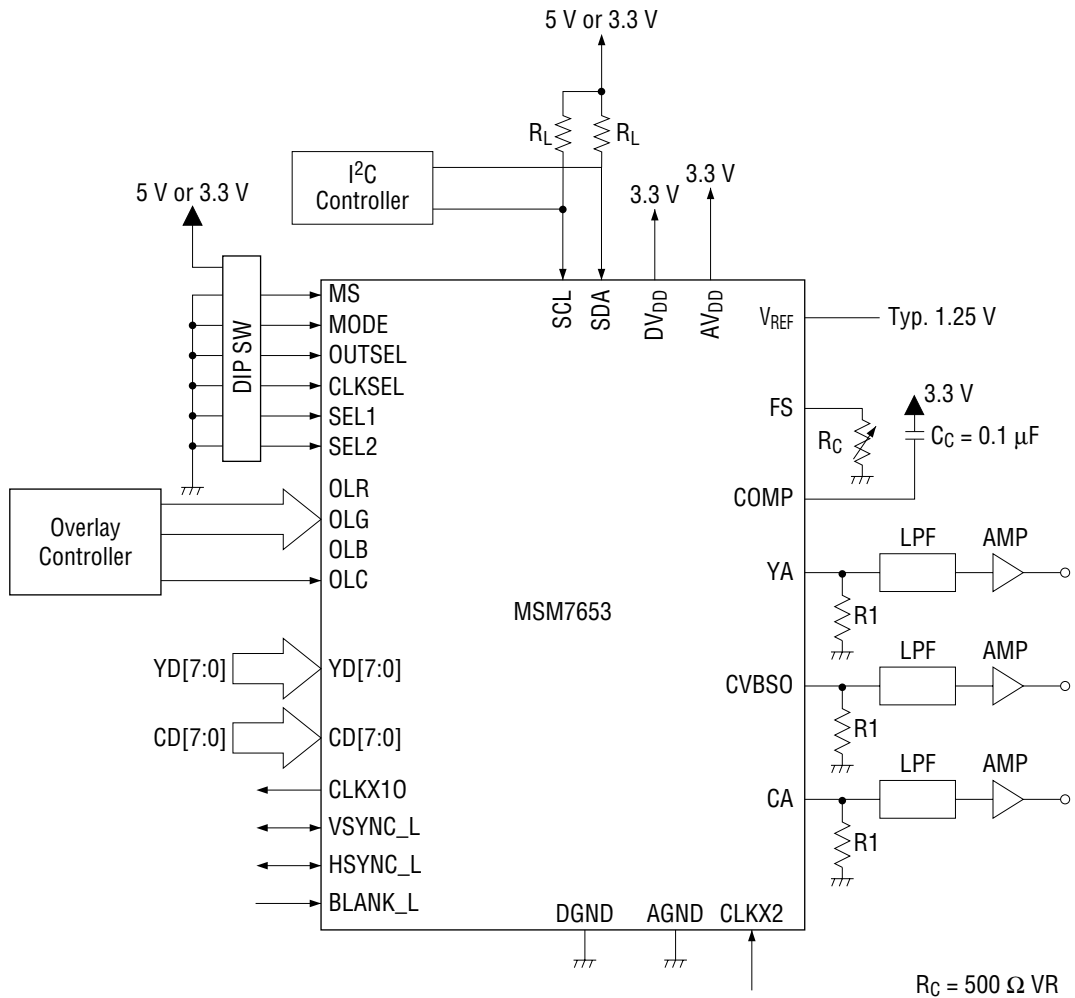 5 V or 3.3 V
R_L
R_L
I²C
Controller
5 V or 3.3 V
3.3 V
3.3 V
DIP SW
MS
MODE
OUTSEL
CLKSEL
SEL1
SEL2
SCL
SDA
DV_DD
AV_DD
V_REF
Typ. 1.25 V
FS
R_C
3.3 V
C_C = 0.1 μF
COMP
Overlay
Controller
OLR
OLG
OLB
OLC
MSM7653
YA
LPF
AMP
R1
YD[7:0]
YD[7:0]
CVBSO
LPF
AMP
R1
CD[7:0]
CD[7:0]
CA
LPF
AMP
R1
CLKX1O
VSYNC_L
HSYNC_L
BLANK_L
DGND
AGND
CLKX2
R_C = 500 Ω VR